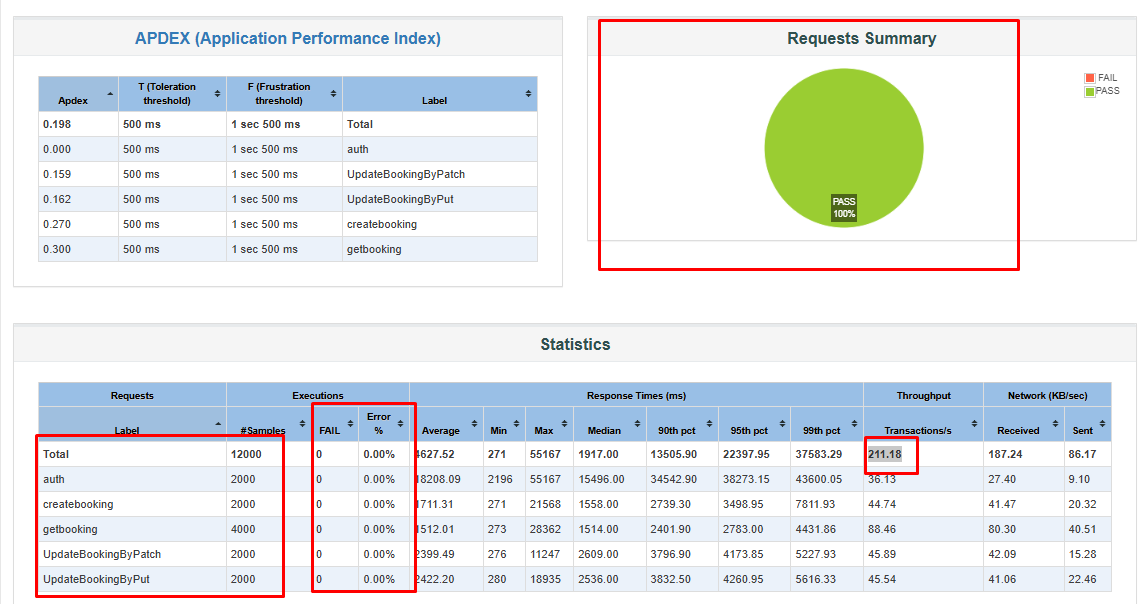 APDEX (Application Performance Index)
Apdex T (Toleration threshold) F (Frustration threshold) Label
0.198 500 ms 1 sec 500 ms Total
0.000 500 ms 1 sec 500 ms auth
0.159 500 ms 1 sec 500 ms UpdateBookingByPatch
0.162 500 ms 1 sec 500 ms UpdateBookingByPut
0.270 500 ms 1 sec 500 ms createbooking
0.300 500 ms 1 sec 500 ms getbooking
Requests Summary
FAIL
PASS
PASS
100%
Statistics
Requests Executions Response Times (ms) Throughput Network (KB/sec)
Label #Samples FAIL Error % Average Min Max Median 90th pct 95th pct 99th pct Transactions/s Received Sent
Total 12000 0 0.00% 4627.52 271 55167 1917.00 13505.90 22397.95 37583.29 211.18 187.24 86.17
auth 2000 0 0.00% 18208.09 2196 55167 15496.00 34542.90 38273.15 43600.05 36.13 27.40 9.10
createbooking 2000 0 0.00% 1711.31 271 21568 1558.00 2739.30 3498.95 7811.93 44.74 41.47 20.32
getbooking 4000 0 0.00% 1512.01 273 28362 1514.00 2401.90 2783.00 4431.86 88.46 80.30 40.51
UpdateBookingByPatch 2000 0 0.00% 2399.49 276 11247 2609.00 3796.90 4173.85 5227.93 45.89 42.09 15.28
UpdateBookingByPut 2000 0 0.00% 2422.20 280 18935 2536.00 3832.50 4260.95 5616.33 45.54 41.06 22.46